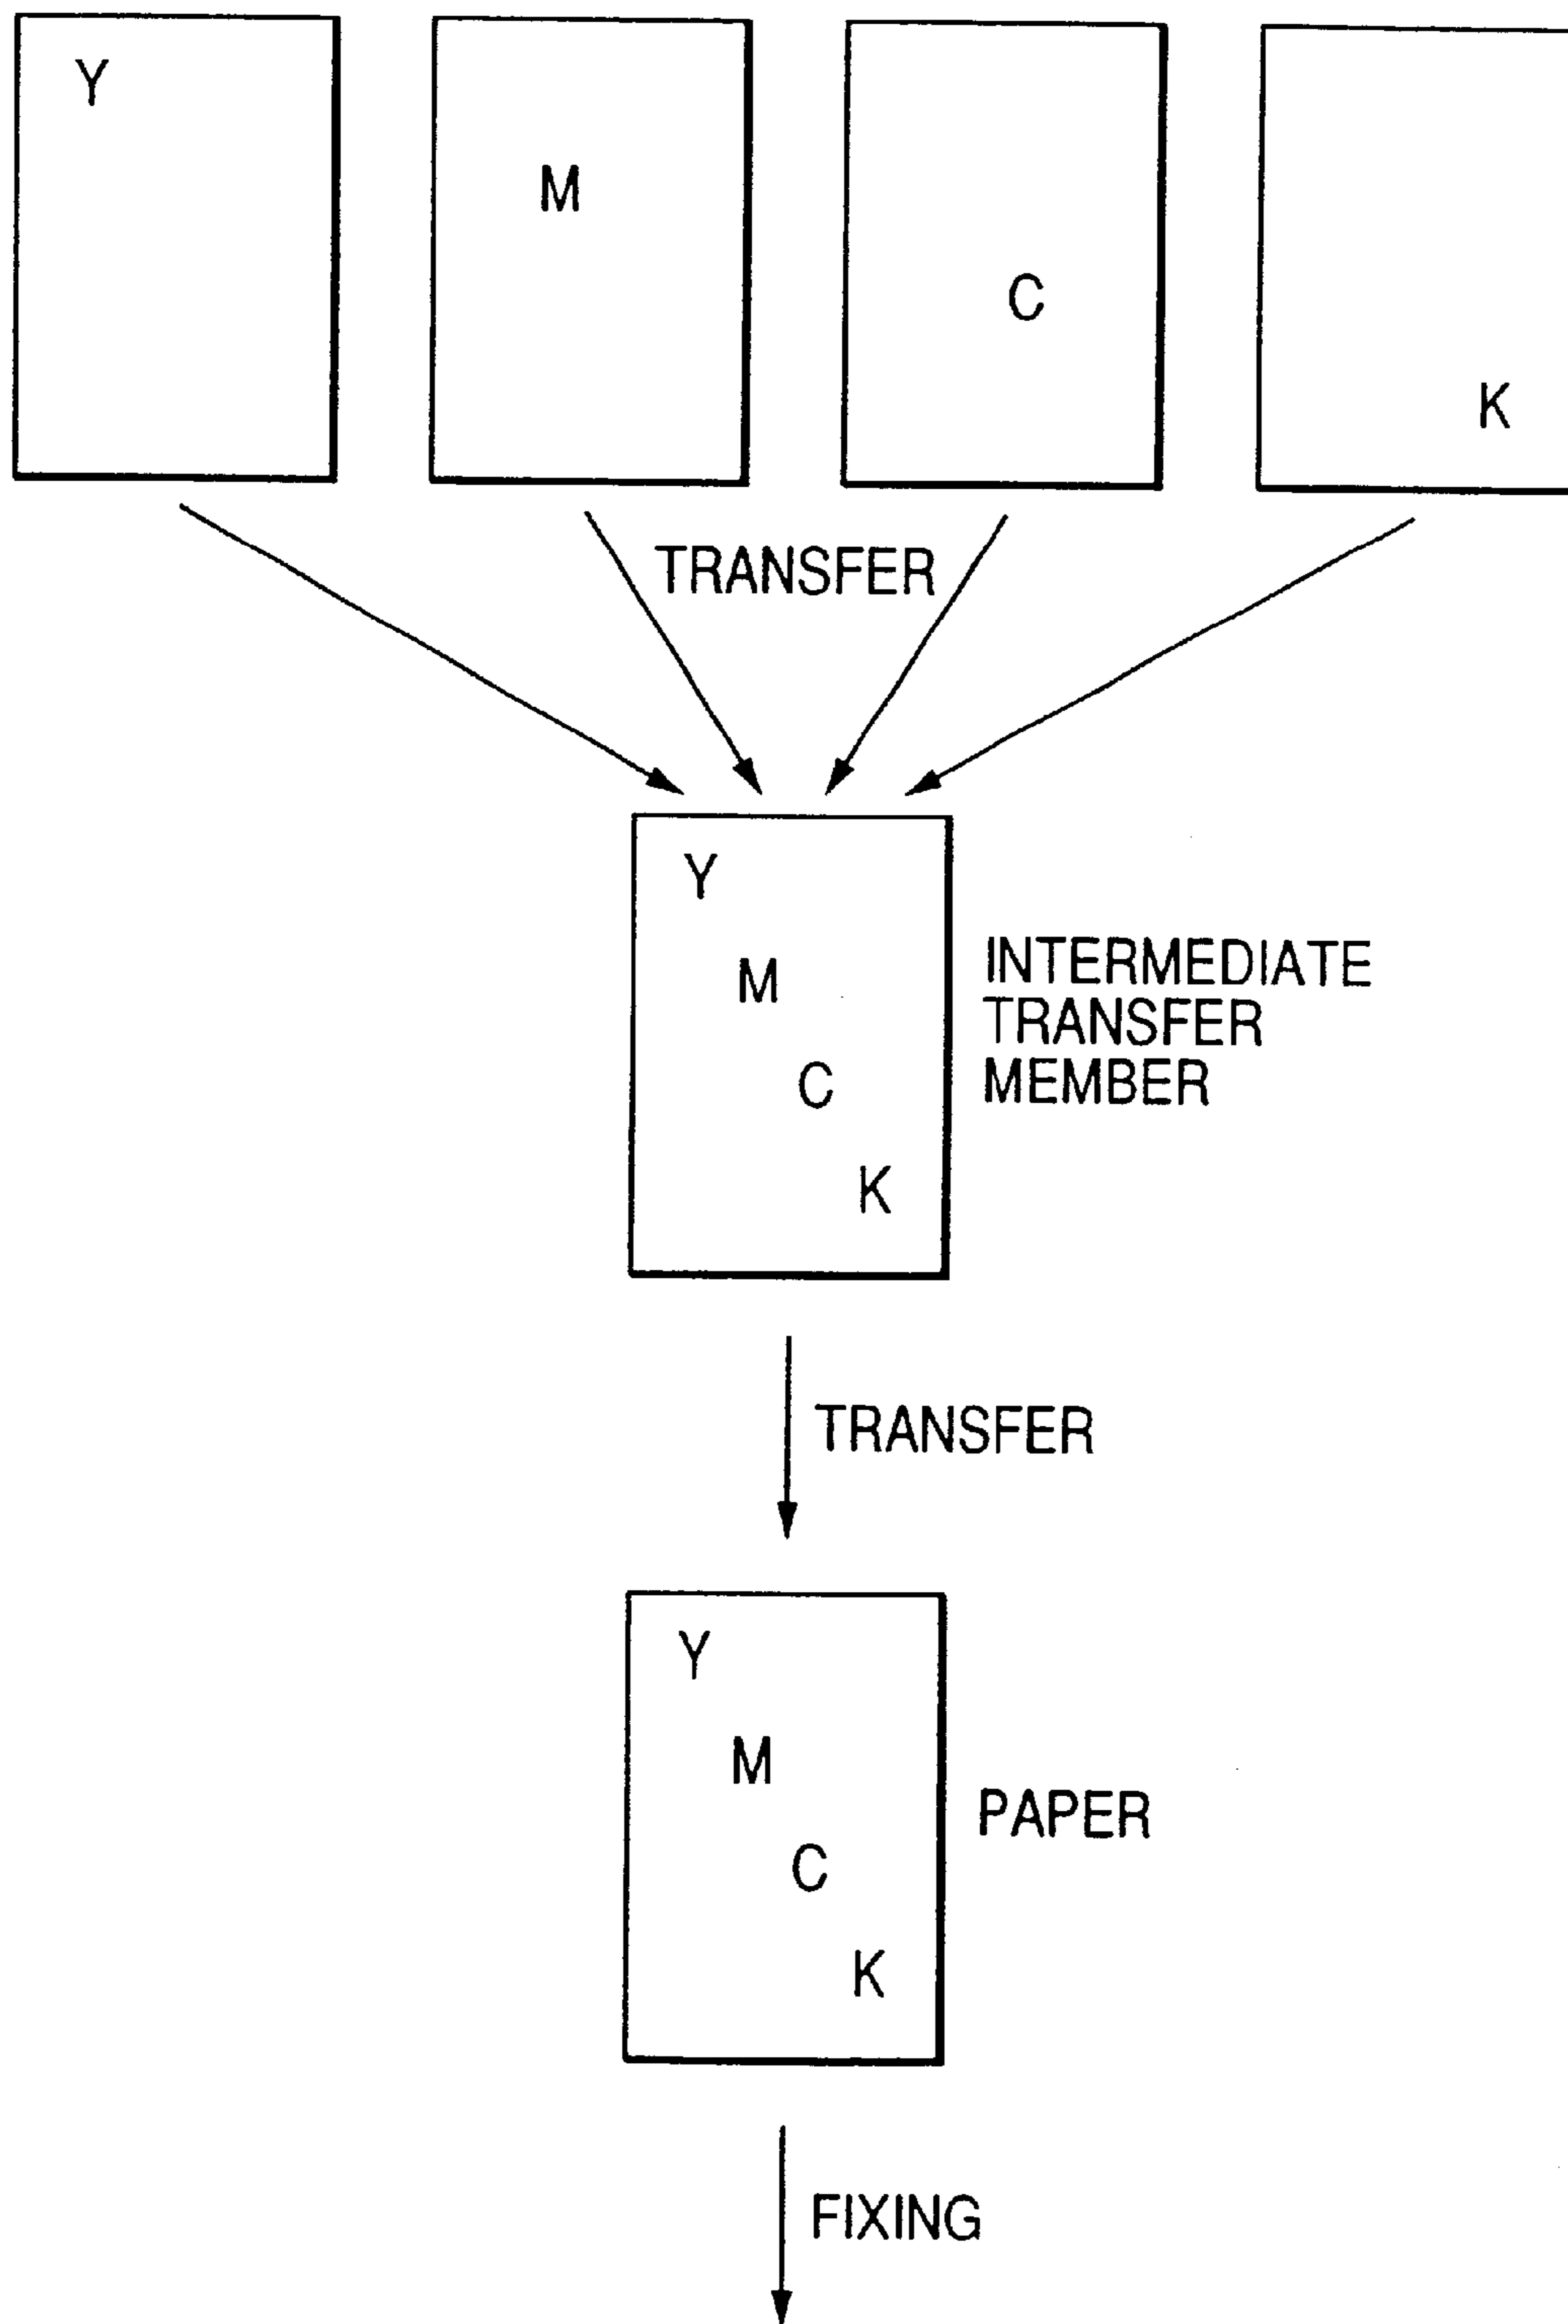 Y
M
C
K
TRANSFER
Y
M
C
K
INTERMEDIATE
TRANSFER
MEMBER
TRANSFER
Y
M
C
K
PAPER
FIXING